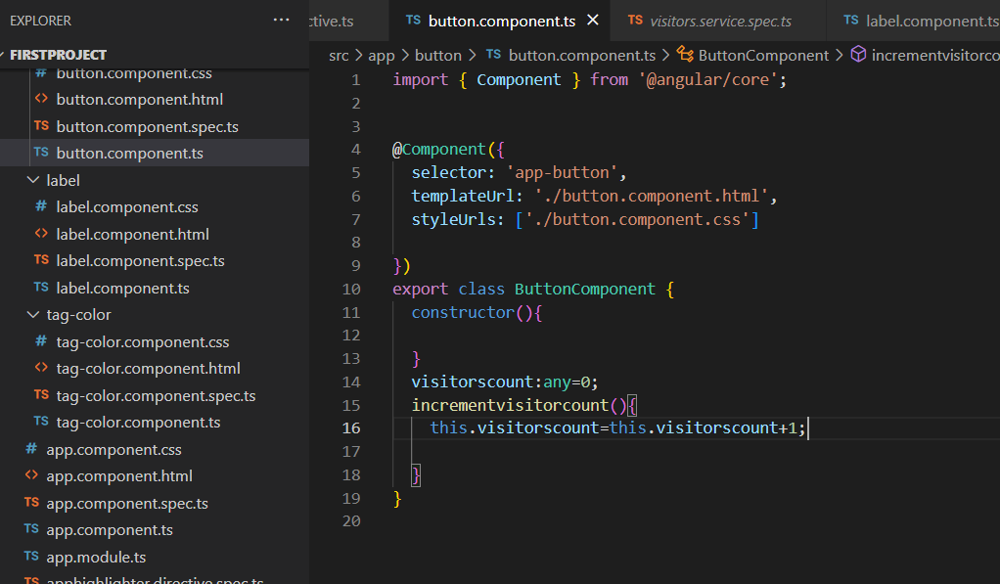 EXPLORER ···
FIRSTPROJECT
# button.component.css
<> button.component.html
TS button.component.spec.ts
TS button.component.ts
label
# label.component.css
<> label.component.html
TS label.component.spec.ts
TS label.component.ts
tag-color
# tag-color.component.css
<> tag-color.component.html
TS tag-color.component.spec.ts
TS tag-color.component.ts
# app.component.css
<> app.component.html
TS app.component.spec.ts
TS app.component.ts
TS app.module.ts
TS apphighlighter.directive.spec.ts
ctive.ts TS button.component.ts × TS visitors.service.spec.ts TS label.component.ts
src > app > button > TS button.component.ts > ButtonComponent > incrementvisitorco
1 import { Component } from '@angular/core';
2
3
4 @Component({
5 selector: 'app-button',
6 templateUrl: './button.component.html',
7 styleUrls: ['./button.component.css']
8
9 })
10 export class ButtonComponent {
11 constructor(){
12
13 }
14 visitorscount:any=0;
15 incrementvisitorcount(){
16 this.visitorscount=this.visitorscount+1;
17
18 }
19 }
20